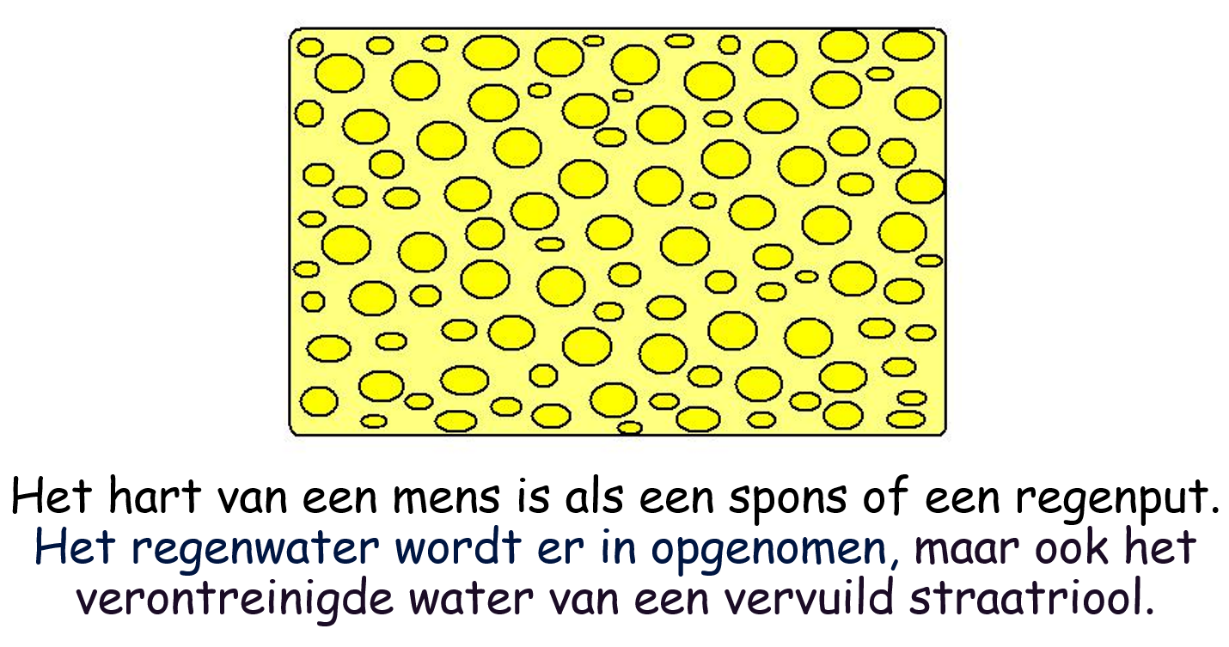 Het hart van een mens is als een spons of een regenput.
Het regenwater wordt er in opgenomen, maar ook het
verontreinigde water van een vervuild straatriool.